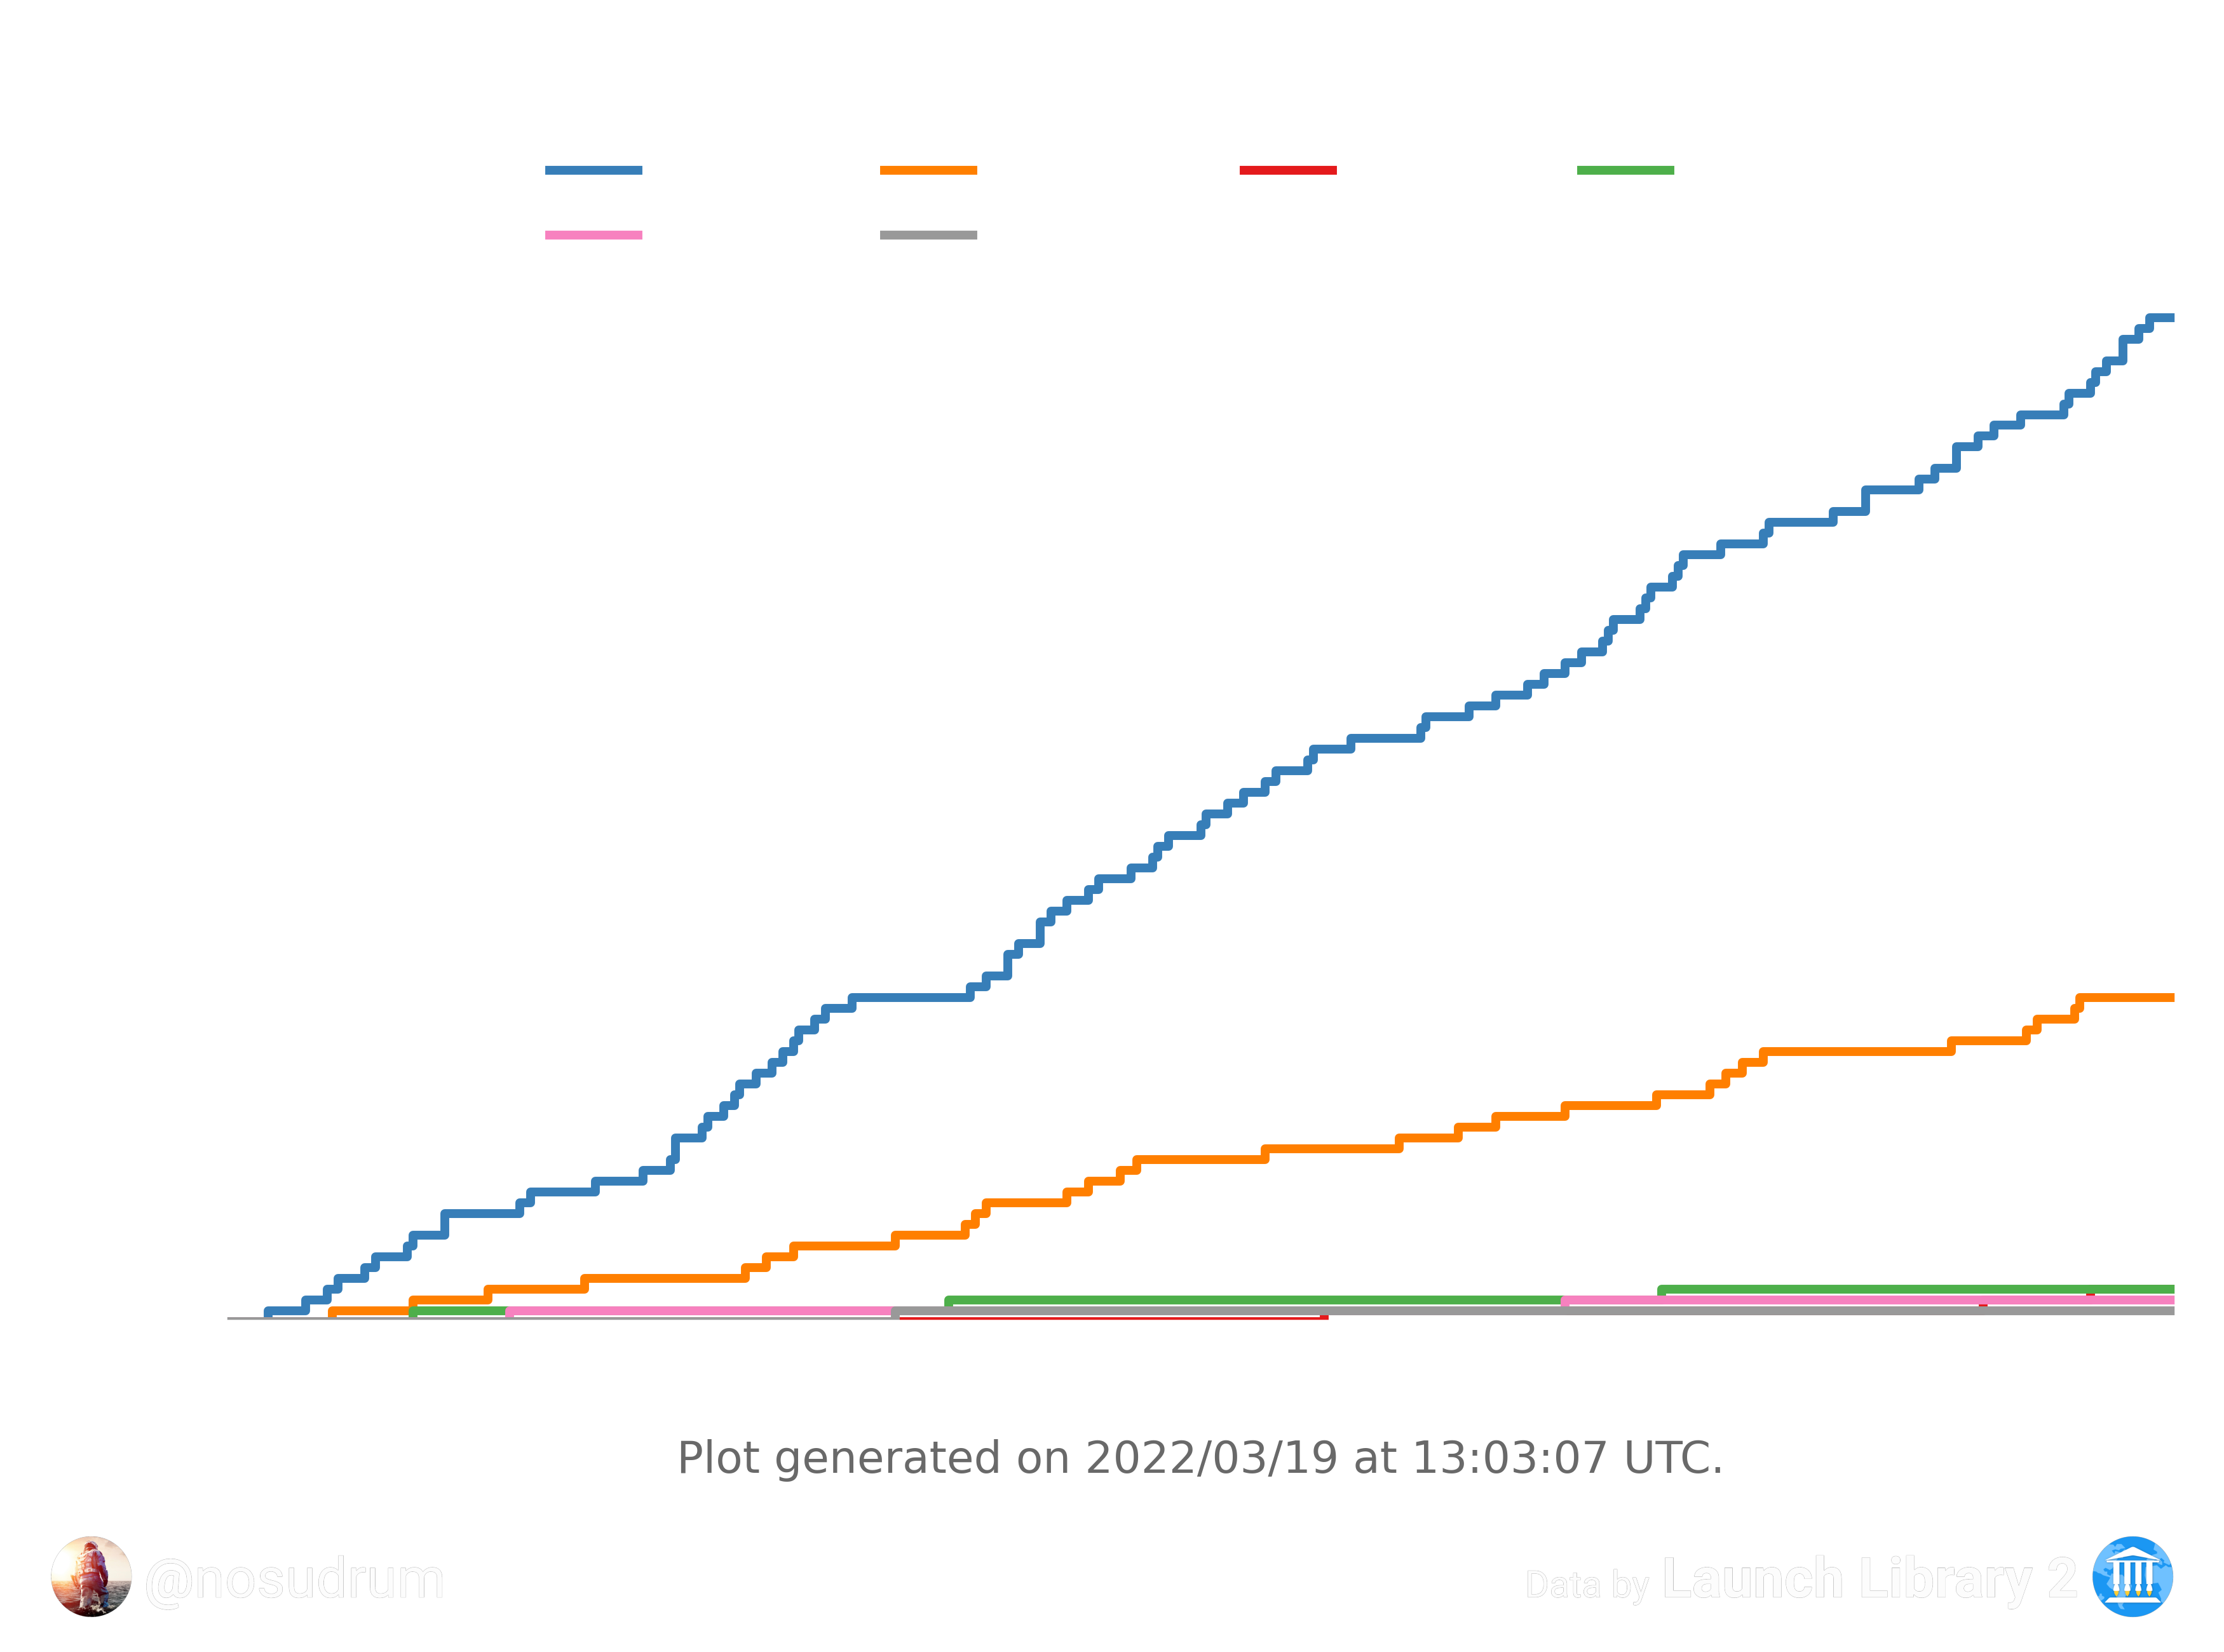 Plot generated on 2022/03/19 at 13:03:07 UTC.
@nosudrum
Data by Launch Library 2